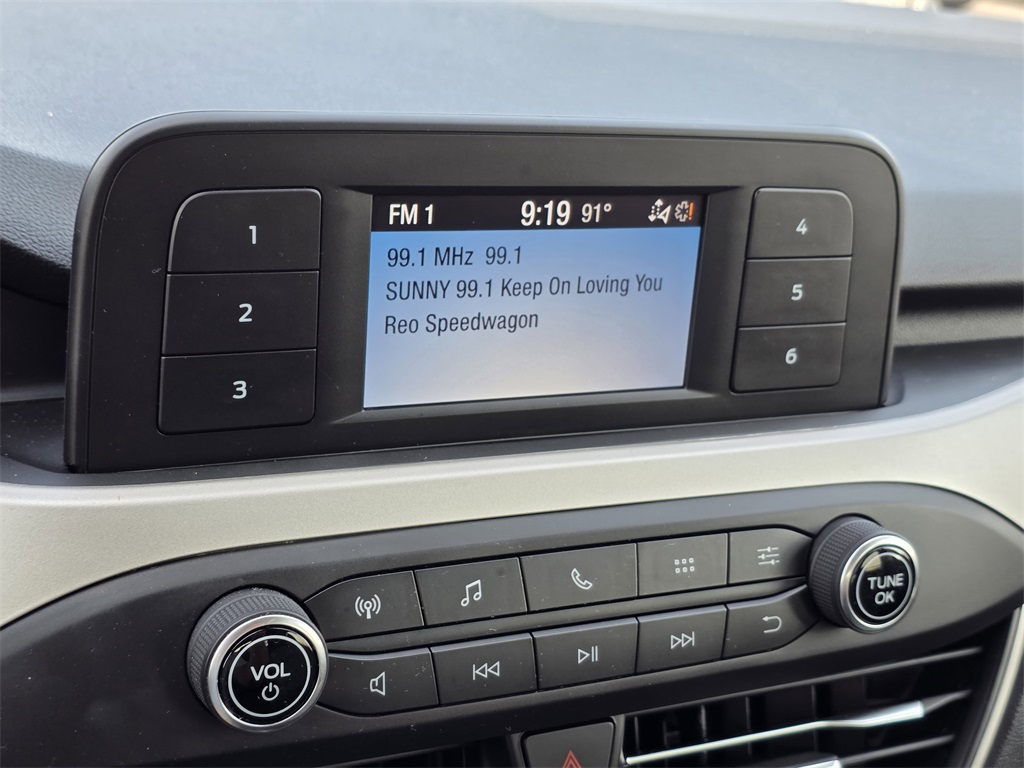 FM 1 9:19 91°
99.1 MHz 99.1
SUNNY 99.1 Keep On Loving You
Reo Speedwagon
1
2
3
4
5
6
VOL
TUNE
OK